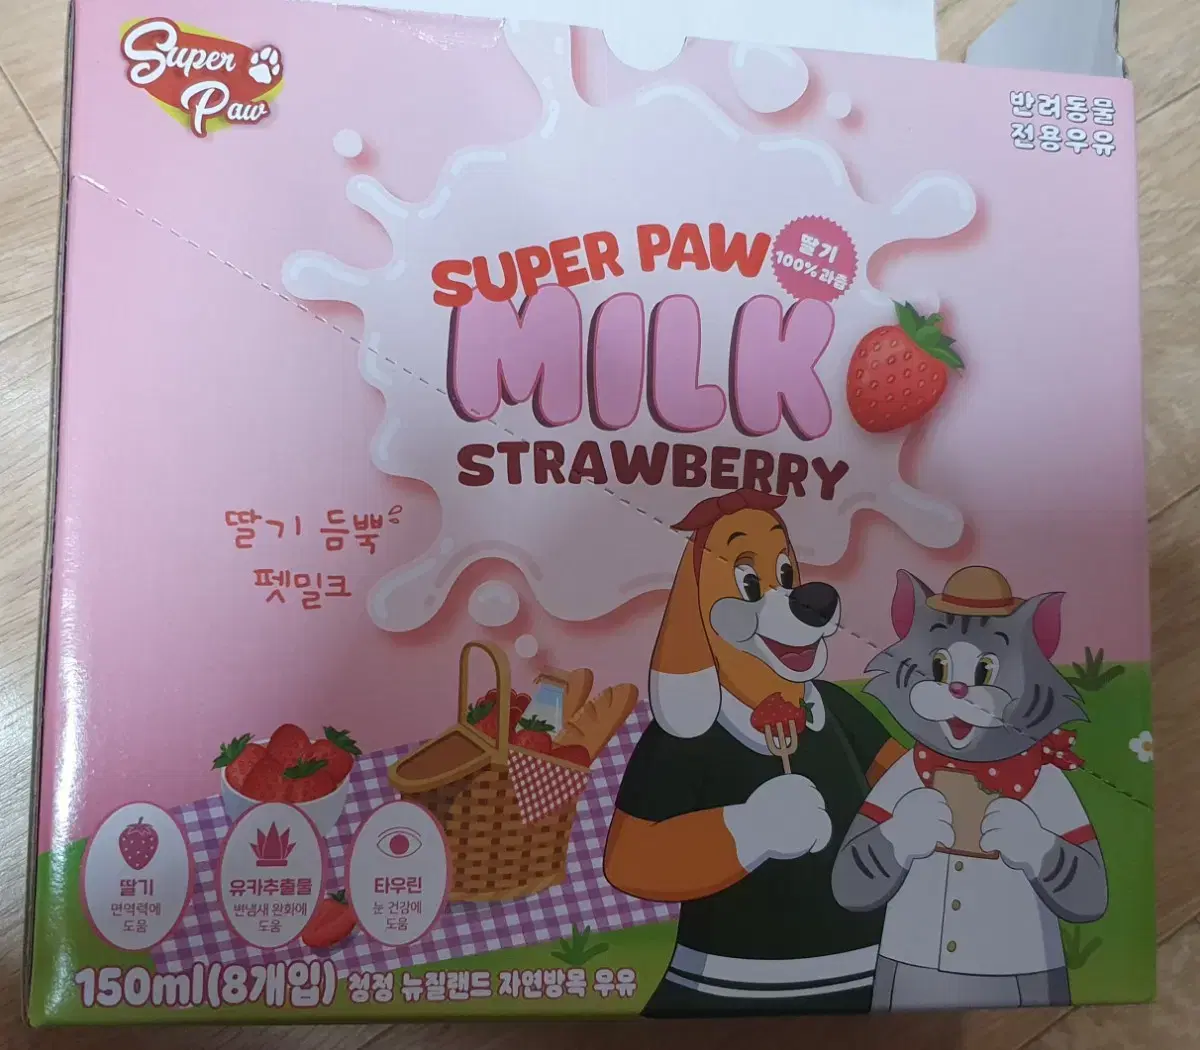 Super
Paw
반려동물
전용우유
SUPER PAW
딸기
100% 과즙
MILK
STRAWBERRY
딸기 듬뿍
펫밀크
딸기
면역력에
도움
유카추출물
변냄새 완화에
도움
타우린
눈 건강에
도움
150ml(8개입) 청정 뉴질랜드 자연방목 우유